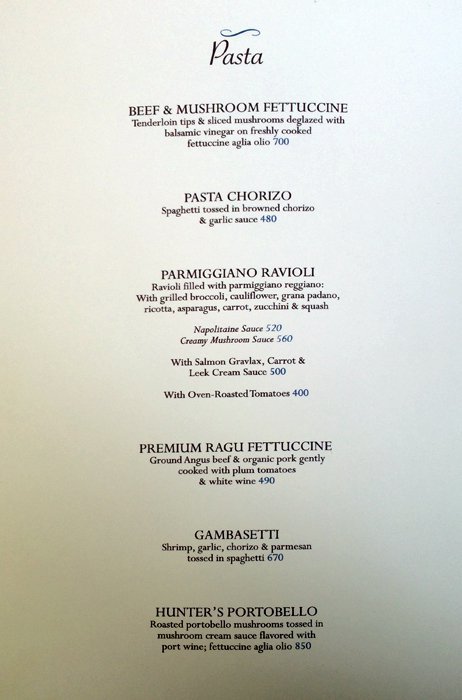 Pasta
BEEF & MUSHROOM FETTUCCINE
Tenderloin tips & sliced mushrooms deglazed with
balsamic vinegar on freshly cooked
fettuccine aglia olio 700
PASTA CHORIZO
Spaghetti tossed in browned chorizo
& garlic sauce 480
PARMIGGIANO RAVIOLI
Ravioli filled with parmiggiano reggiano:
With grilled broccoli, cauliflower, grana padano,
ricotta, asparagus, carrot, zucchini & squash
Napolitaine Sauce 520
Creamy Mushroom Sauce 560
With Salmon Gravlax, Carrot &
Leek Cream Sauce 500
With Oven-Roasted Tomatoes 400
PREMIUM RAGU FETTUCCINE
Ground Angus beef & organic pork gently
cooked with plum tomatoes
& white wine 490
GAMBASETTI
Shrimp, garlic, chorizo & parmesan
tossed in spaghetti 670
HUNTER'S PORTOBELLO
Roasted portobello mushrooms tossed in
mushroom cream sauce flavored with
port wine; fettuccine aglia olio 850